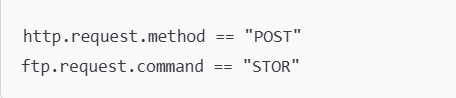 http.request.method == "POST"
ftp.request.command == "STOR"